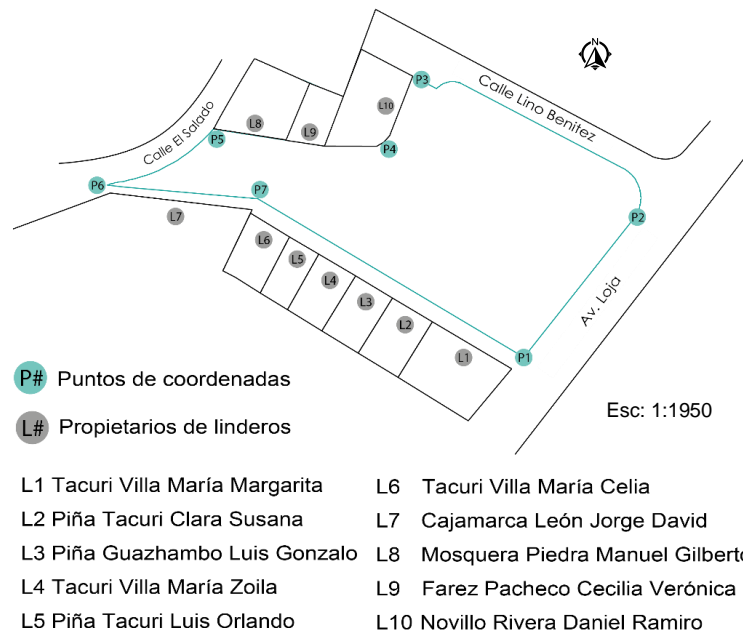 N
P3
Calle Lino Benitez
L10
L8
L9
Calle El Salado
P5
P4
P6
P7
L7
P2
L6
L5
L4
L3
L2
L1
P1
Av. Loja
P# Puntos de coordenadas
L# Propietarios de linderos
Esc: 1:1950
L1 Tacuri Villa María Margarita
L2 Piña Tacuri Clara Susana
L3 Piña Guazhambo Luis Gonzalo
L4 Tacuri Villa María Zoila
L5 Piña Tacuri Luis Orlando
L6 Tacuri Villa María Celia
L7 Cajamarca León Jorge David
L8 Mosquera Piedra Manuel Gilberto
L9 Farez Pacheco Cecilia Verónica
L10 Novillo Rivera Daniel Ramiro